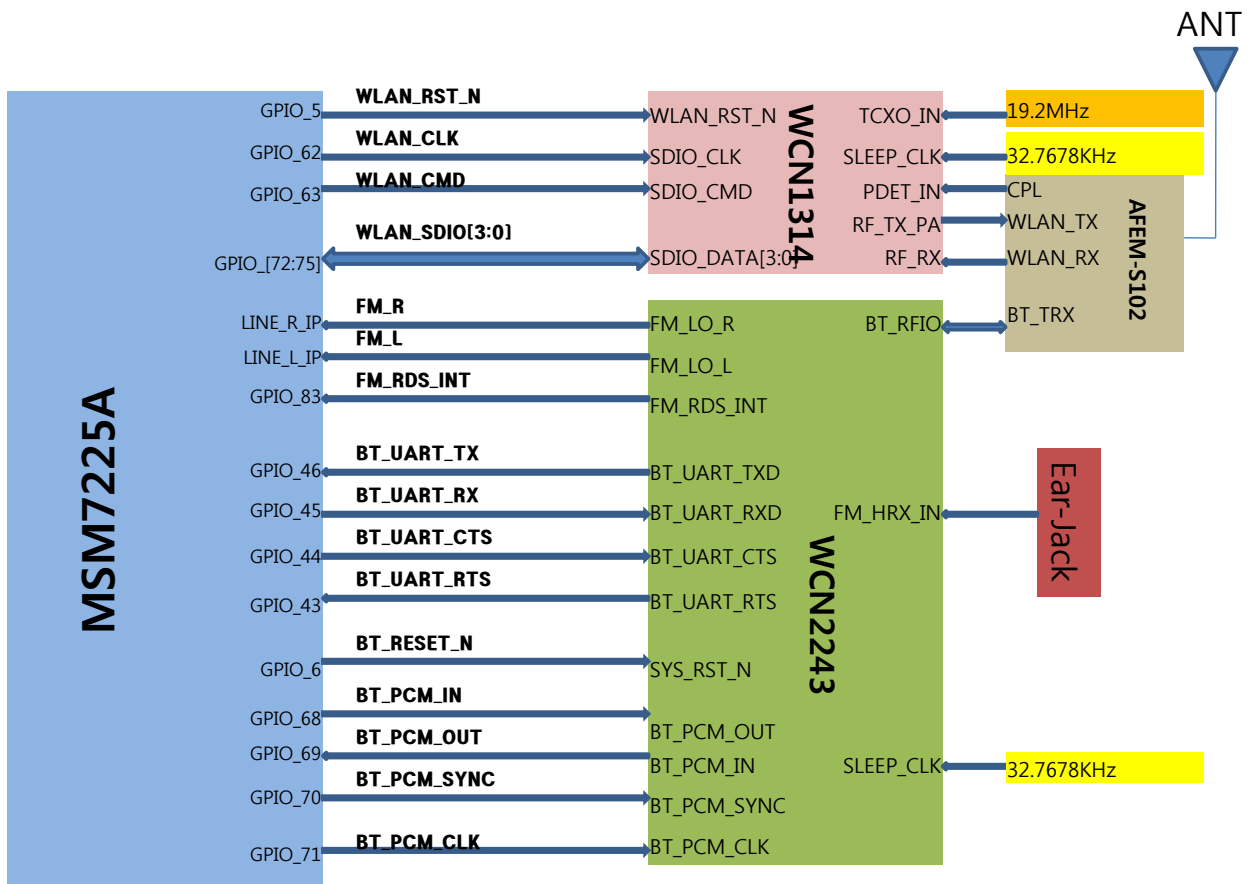 ANT
MSM7225A
GPIO_5
GPIO_62
GPIO_63
GPIO_[72:75]
LINE_R_IP
LINE_L_IP
GPIO_83
GPIO_46
GPIO_45
GPIO_44
GPIO_43
GPIO_6
GPIO_68
GPIO_69
GPIO_70
GPIO_71
WLAN_RST_N
WLAN_CLK
WLAN_CMD
WLAN_SDIO[3:0]
FM_R
FM_L
FM_RDS_INT
BT_UART_TX
BT_UART_RX
BT_UART_CTS
BT_UART_RTS
BT_RESET_N
BT_PCM_IN
BT_PCM_OUT
BT_PCM_SYNC
BT_PCM_CLK
WCN1314
WLAN_RST_N
SDIO_CLK
SDIO_CMD
SDIO_DATA[3:0]
TCXO_IN
SLEEP_CLK
PDET_IN
RF_TX_PA
RF_RX
WCN2243
FM_LO_R
FM_LO_L
FM_RDS_INT
BT_UART_TXD
BT_UART_RXD
BT_UART_CTS
BT_UART_RTS
SYS_RST_N
BT_PCM_OUT
BT_PCM_IN
BT_PCM_SYNC
BT_PCM_CLK
BT_RFIO
FM_HRX_IN
SLEEP_CLK
19.2MHz
32.7678KHz
AFEM-S102
CPL
WLAN_TX
WLAN_RX
BT_TRX
Ear-Jack
32.7678KHz